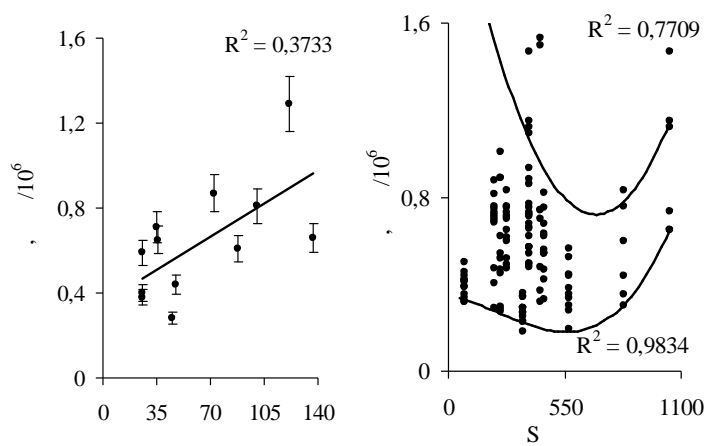 1,6
1,2
0,8
0,4
0
, /10^6
R² = 0,3733
0 35 70 105 140
1,6
0,8
0
, /10^6
R² = 0,7709
R² = 0,9834
0 550 1100
S